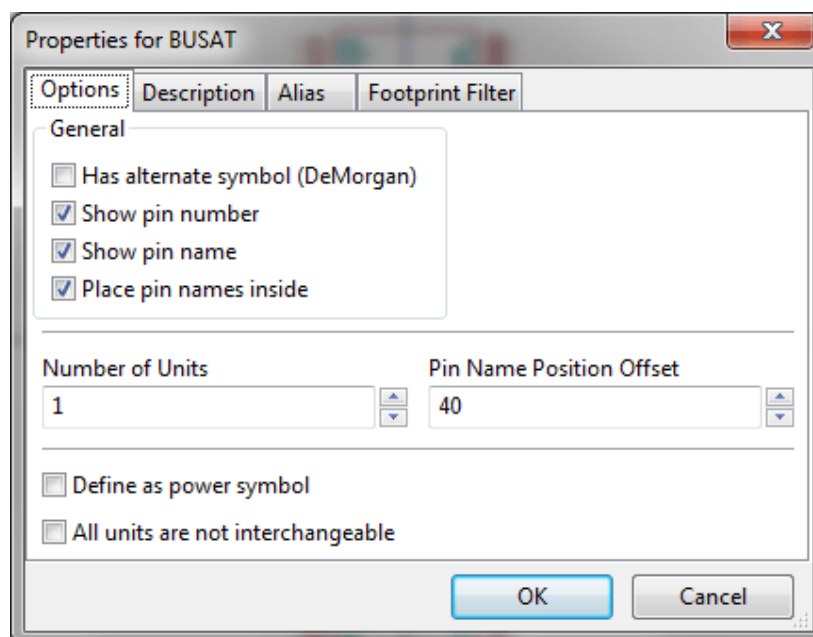 Properties for BUSAT
Options Description Alias Footprint Filter
General
Has alternate symbol (DeMorgan)
Show pin number
Show pin name
Place pin names inside
Number of Units Pin Name Position Offset
1 40
Define as power symbol
All units are not interchangeable
OK Cancel